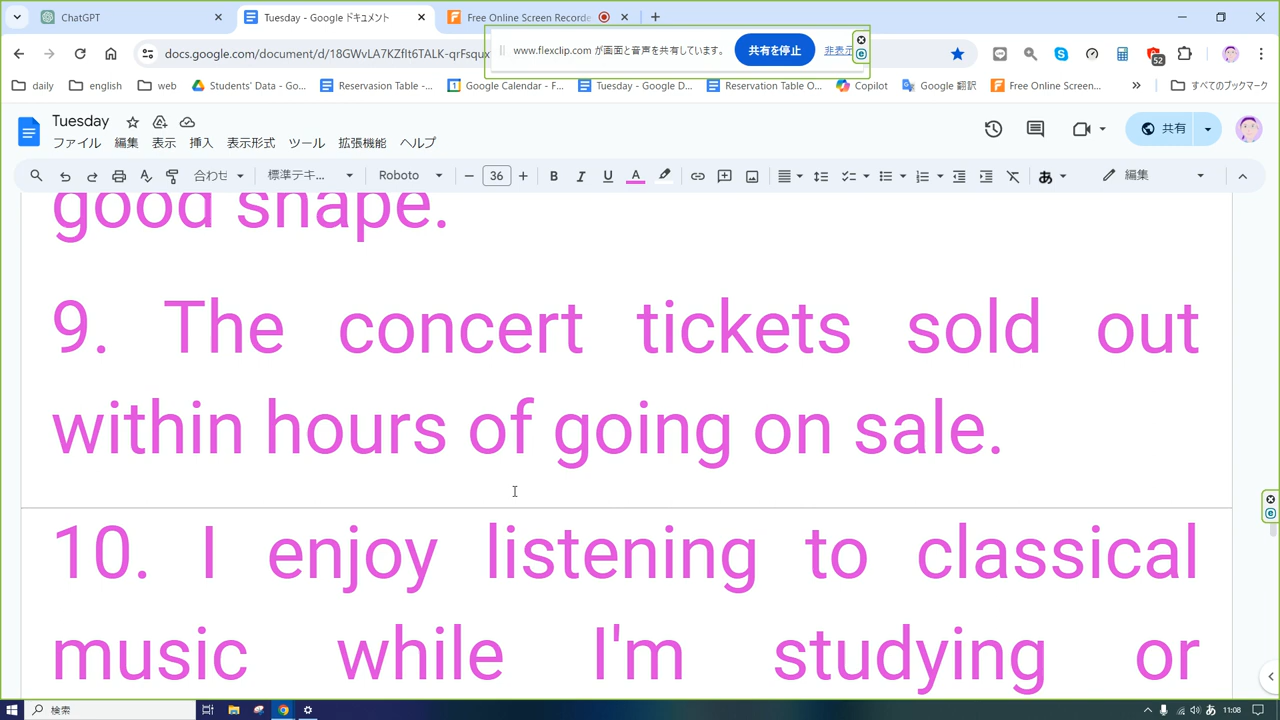 ChatGPT
Tuesday - Google ドキュメント
Free Online Screen Recorde
docs.google.com/document/d/18GWvLA7KZflt6TALK-qrFsqux
www.flexclip.com が画面と音声を共有しています。
共有を停止
非表示
52
daily
english
web
Students' Data - Go...
Reservasion Table -...
Google Calendar - F...
Tuesday - Google D...
Reservation Table O...
Copilot
Google 翻訳
Free Online Screen...
すべてのブックマーク
Tuesday
ファイル 編集 表示 挿入 表示形式 ツール 拡張機能 ヘルプ
共有
合わせ
標準テキ...
Roboto
36
編集
good shape.
9. The concert tickets sold out
within hours of going on sale.
10. I enjoy listening to classical
music while I'm studying or
検索
あ
11:08